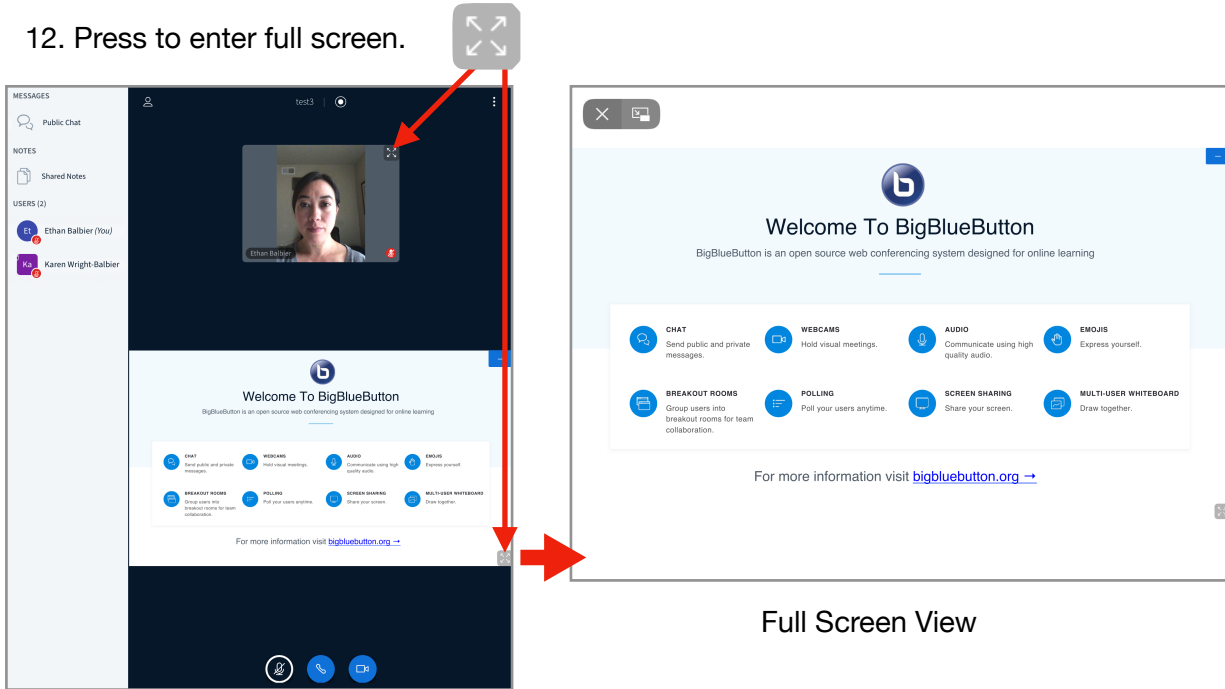 12. Press to enter full screen.
MESSAGES
Public Chat
NOTES
Shared Notes
USERS (2)
Et
Ethan Balbier (You)
Ka
Karen Wright-Balbier
test3
Ethan Balbier
Welcome To BigBlueButton
BigBlueButton is an open source web conferencing system designed for online learning
CHAT
Send public and private
messages.
WEBCAMS
Hold visual meetings.
AUDIO
Communicate using high
quality audio.
EMOJIS
Express yourself.
BREAKOUT ROOMS
Group users into
breakout rooms for team
collaboration.
POLLING
Poll your users anytime.
SCREEN SHARING
Share your screen.
MULTI-USER WHITEBOARD
Draw together.
For more information visit bigbluebutton.org →
Welcome To BigBlueButton
BigBlueButton is an open source web conferencing system designed for online learning
CHAT
Send public and private
messages.
WEBCAMS
Hold visual meetings.
AUDIO
Communicate using high
quality audio.
EMOJIS
Express yourself.
BREAKOUT ROOMS
Group users into
breakout rooms for team
collaboration.
POLLING
Poll your users anytime.
SCREEN SHARING
Share your screen.
MULTI-USER WHITEBOARD
Draw together.
For more information visit bigbluebutton.org →
Full Screen View